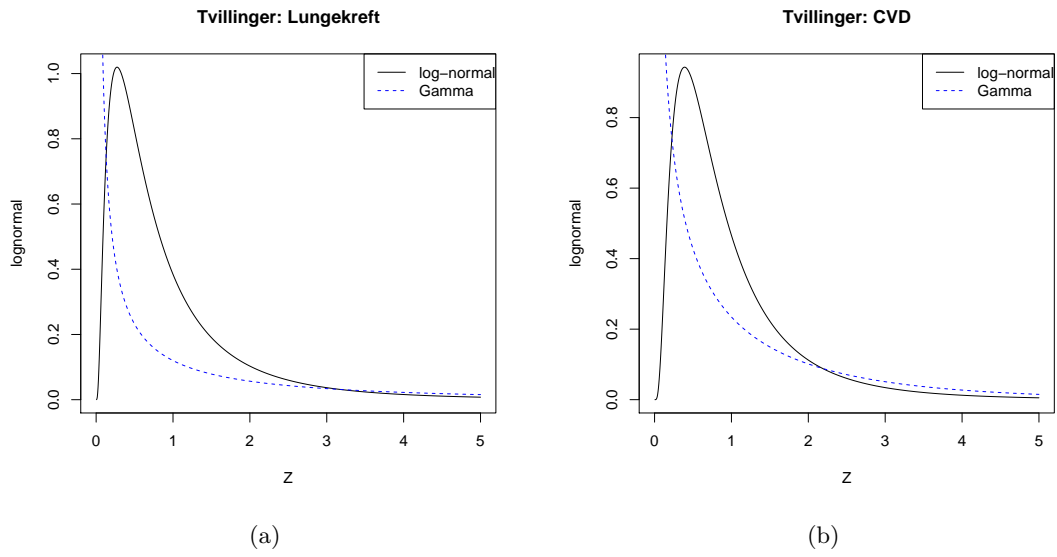 Tvillinger: Lungekreft
log−normal
Gamma
lognormal
0.0
0.2
0.4
0.6
0.8
1.0
0 1 2 3 4 5
Z
(a)
Tvillinger: CVD
log−normal
Gamma
lognormal
0.0
0.2
0.4
0.6
0.8
0 1 2 3 4 5
Z
(b)